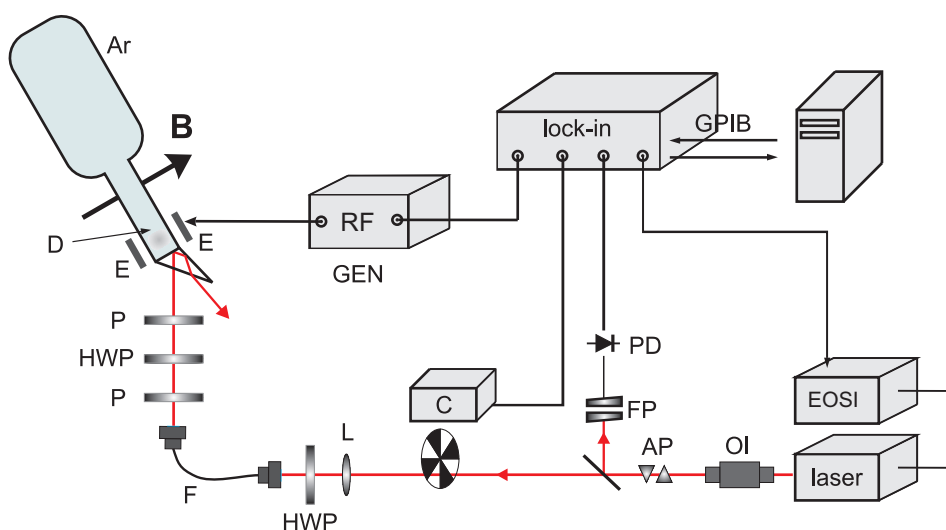 Ar
B
lock-in
GPIB
D
E
E
RF
GEN
P
HWP
P
PD
C
FP
EOSI
L
AP
OI
laser
F
HWP